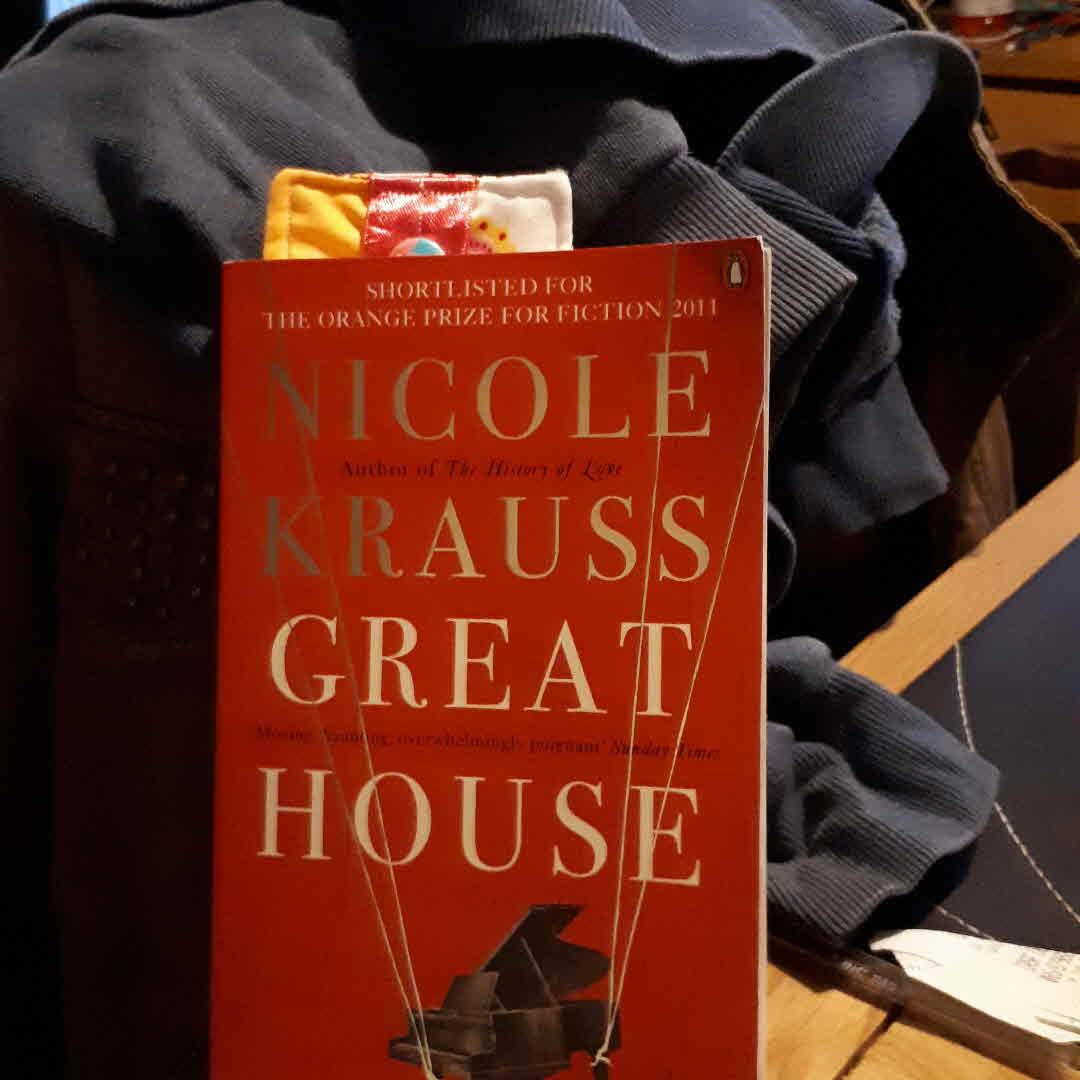 SHORTLISTED FOR
THE ORANGE PRIZE FOR FICTION 2011
NICOLE
Author of The History of Love
KRAUSS
GREAT
Moving, haunting, overwhelmingly poignant' Sunday Times
HOUSE